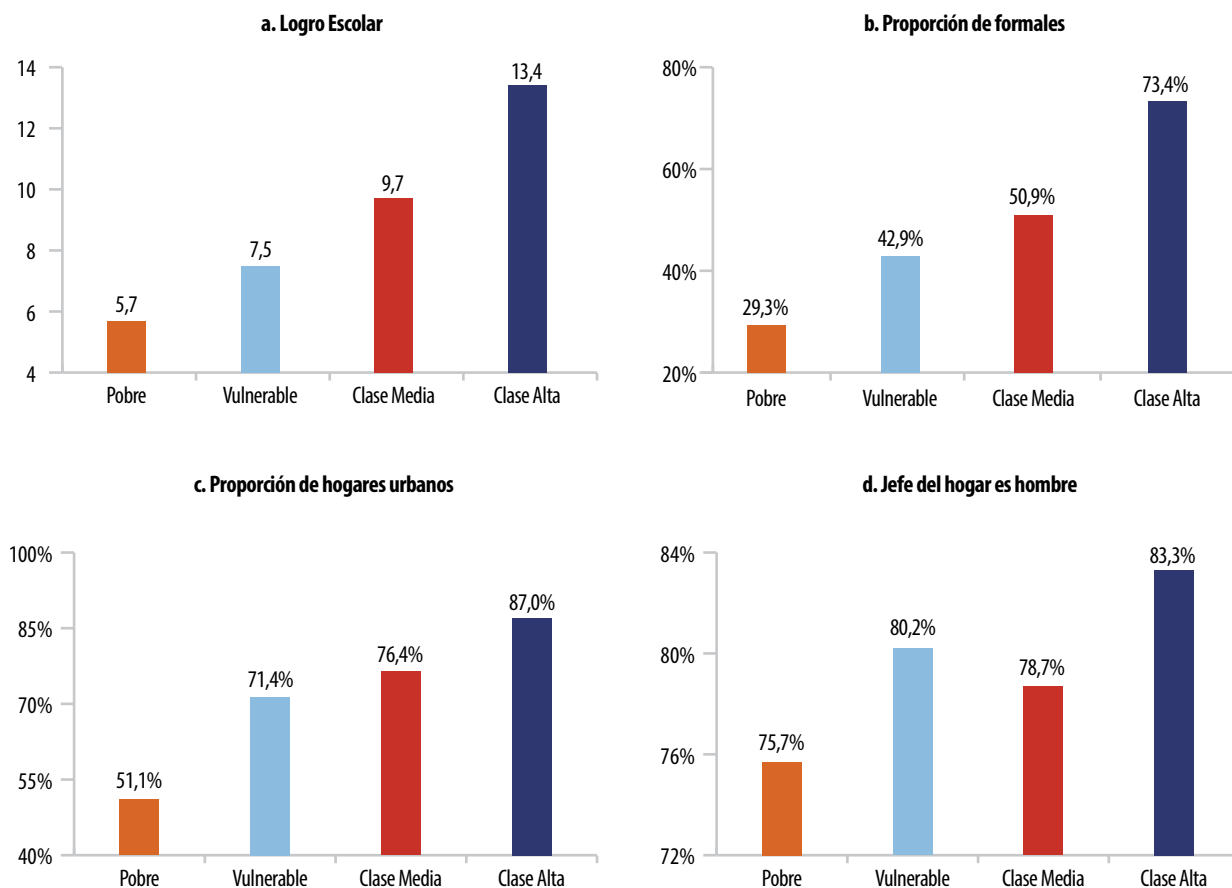 a. Logro Escolar
14
12
10
8
6
4
5,7
7,5
9,7
13,4
Pobre
Vulnerable
Clase Media
Clase Alta
b. Proporción de formales
80%
60%
40%
20%
29,3%
42,9%
50,9%
73,4%
Pobre
Vulnerable
Clase Media
Clase Alta
c. Proporción de hogares urbanos
100%
85%
70%
55%
40%
51,1%
71,4%
76,4%
87,0%
Pobre
Vulnerable
Clase Media
Clase Alta
d. Jefe del hogar es hombre
84%
80%
76%
72%
75,7%
80,2%
78,7%
83,3%
Pobre
Vulnerable
Clase Media
Clase Alta